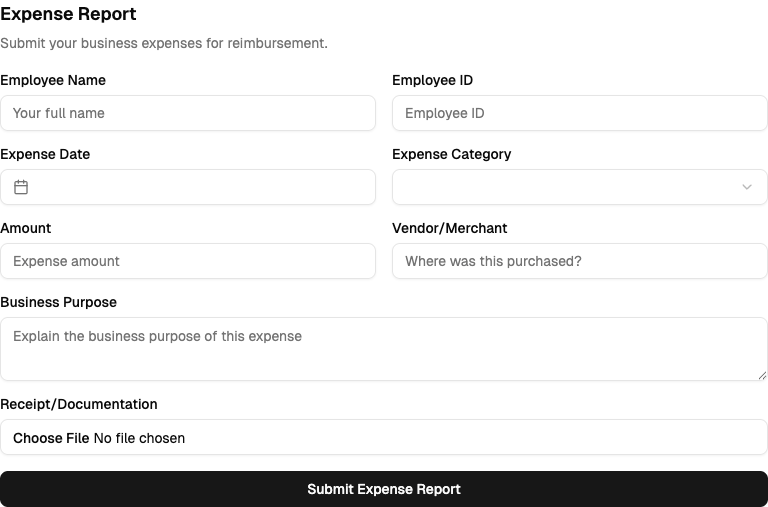 Expense Report
Submit your business expenses for reimbursement.
Employee Name
Employee ID
Your full name
Employee ID
Expense Date
Expense Category
Amount
Vendor/Merchant
Expense amount
Where was this purchased?
Business Purpose
Explain the business purpose of this expense
Receipt/Documentation
Choose File No file chosen
Submit Expense Report